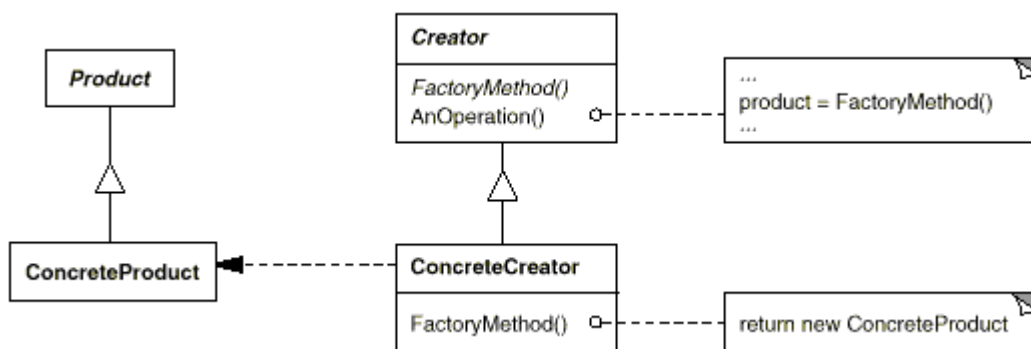 Product
ConcreteProduct
Creator
FactoryMethod()
AnOperation()
...
product = FactoryMethod()
...
ConcreteCreator
FactoryMethod()
return new ConcreteProduct